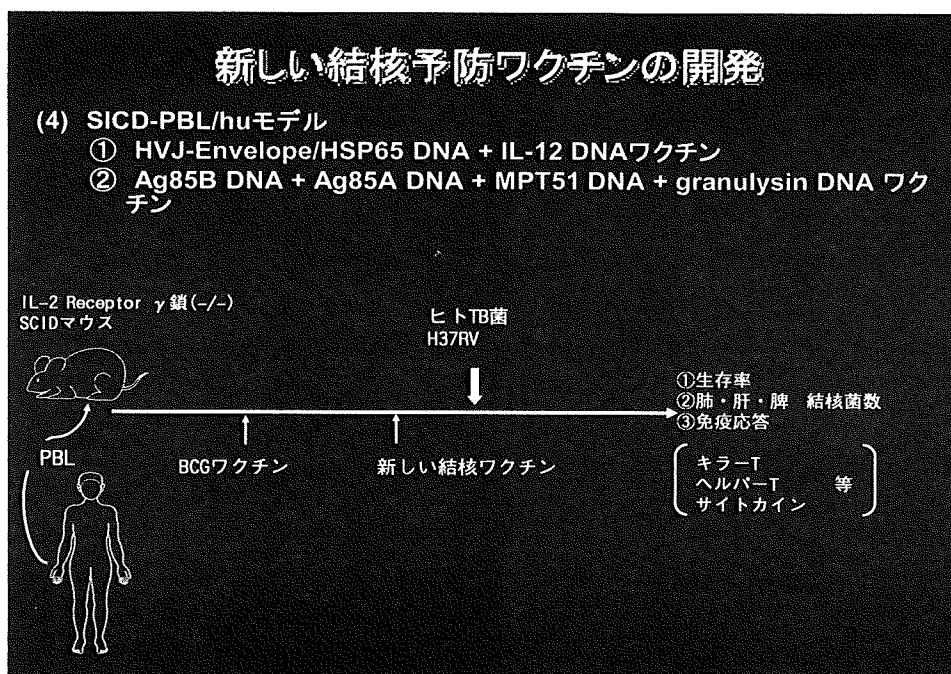 新しい結核予防ワクチンの開発
(4) SICD-PBL/huモデル
① HVJ-Envelope/HSP65 DNA + IL-12 DNAワクチン
② Ag85B DNA + Ag85A DNA + MPT51 DNA + granulysin DNA ワク
チン
IL-2 Receptor γ鎖(-/-)
SCIDマウス
ヒトTB菌
H37RV
①生存率
②肺・肝・脾 結核菌数
③免疫応答
PBL
BCGワクチン
新しい結核ワクチン
キラーT
ヘルパーT 等
サイトカイン